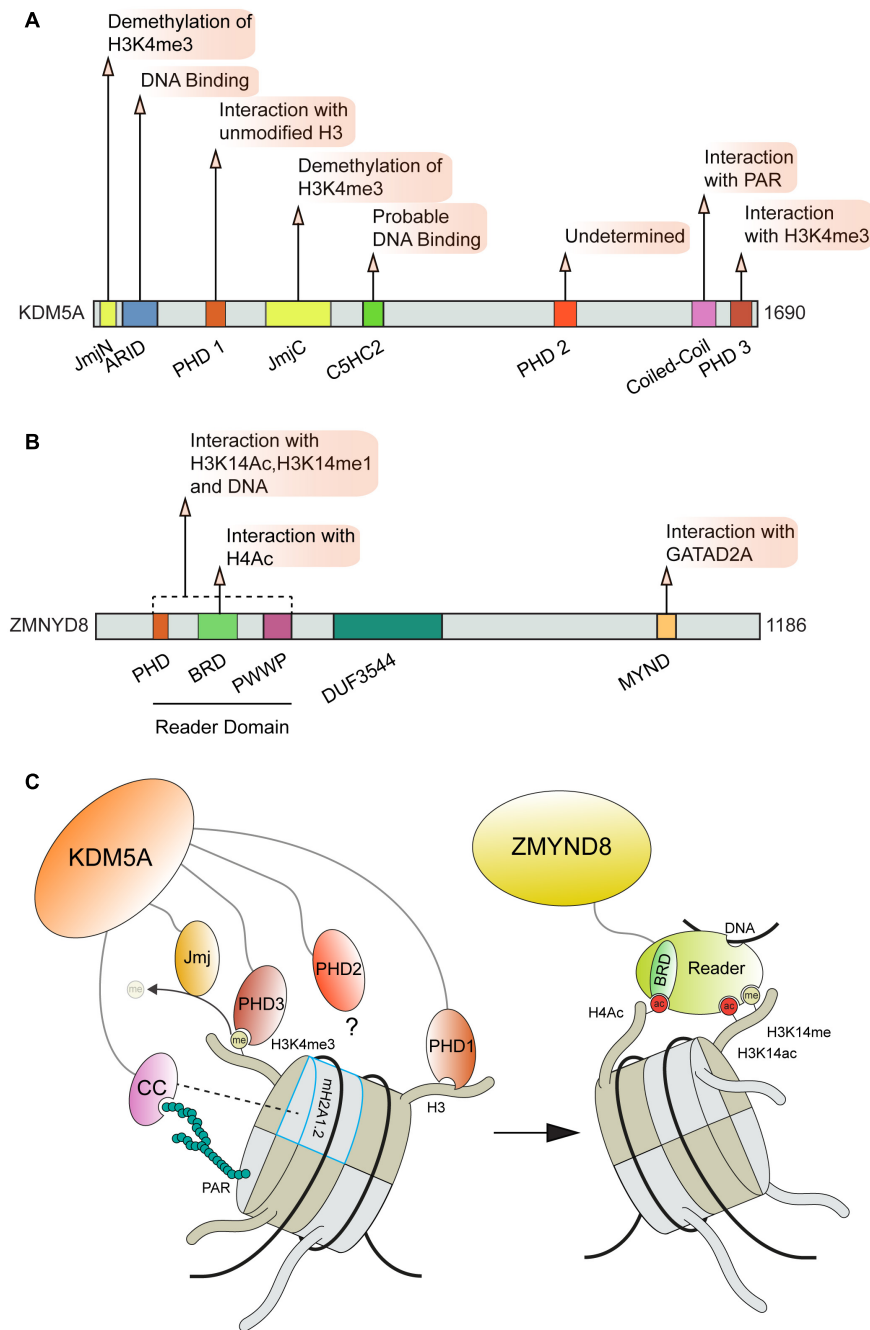 A
Demethylation of
H3K4me3
DNA Binding
Interaction with
unmodified H3
Demethylation of
H3K4me3
Probable
DNA Binding
Undetermined
Interaction
with PAR
Interaction
with H3K4me3
KDM5A
1690
JmjN
ARID
PHD 1
JmjC
C5HC2
PHD 2
Coiled-Coil
PHD 3
B
Interaction with
H3K14Ac,H3K14me1
and DNA
Interaction with
H4Ac
Interaction with
GATAD2A
ZMNYD8
1186
PHD
BRD
PWWP
DUF3544
MYND
Reader Domain
C
KDM5A
Jmj
PHD3
PHD2
?
PHD1
me
me
H3K4me3
H3
CC
mH2A1.2
PAR
ZMYND8
DNA
BRD
Reader
ac
ac
me
H4Ac
H3K14me
H3K14ac